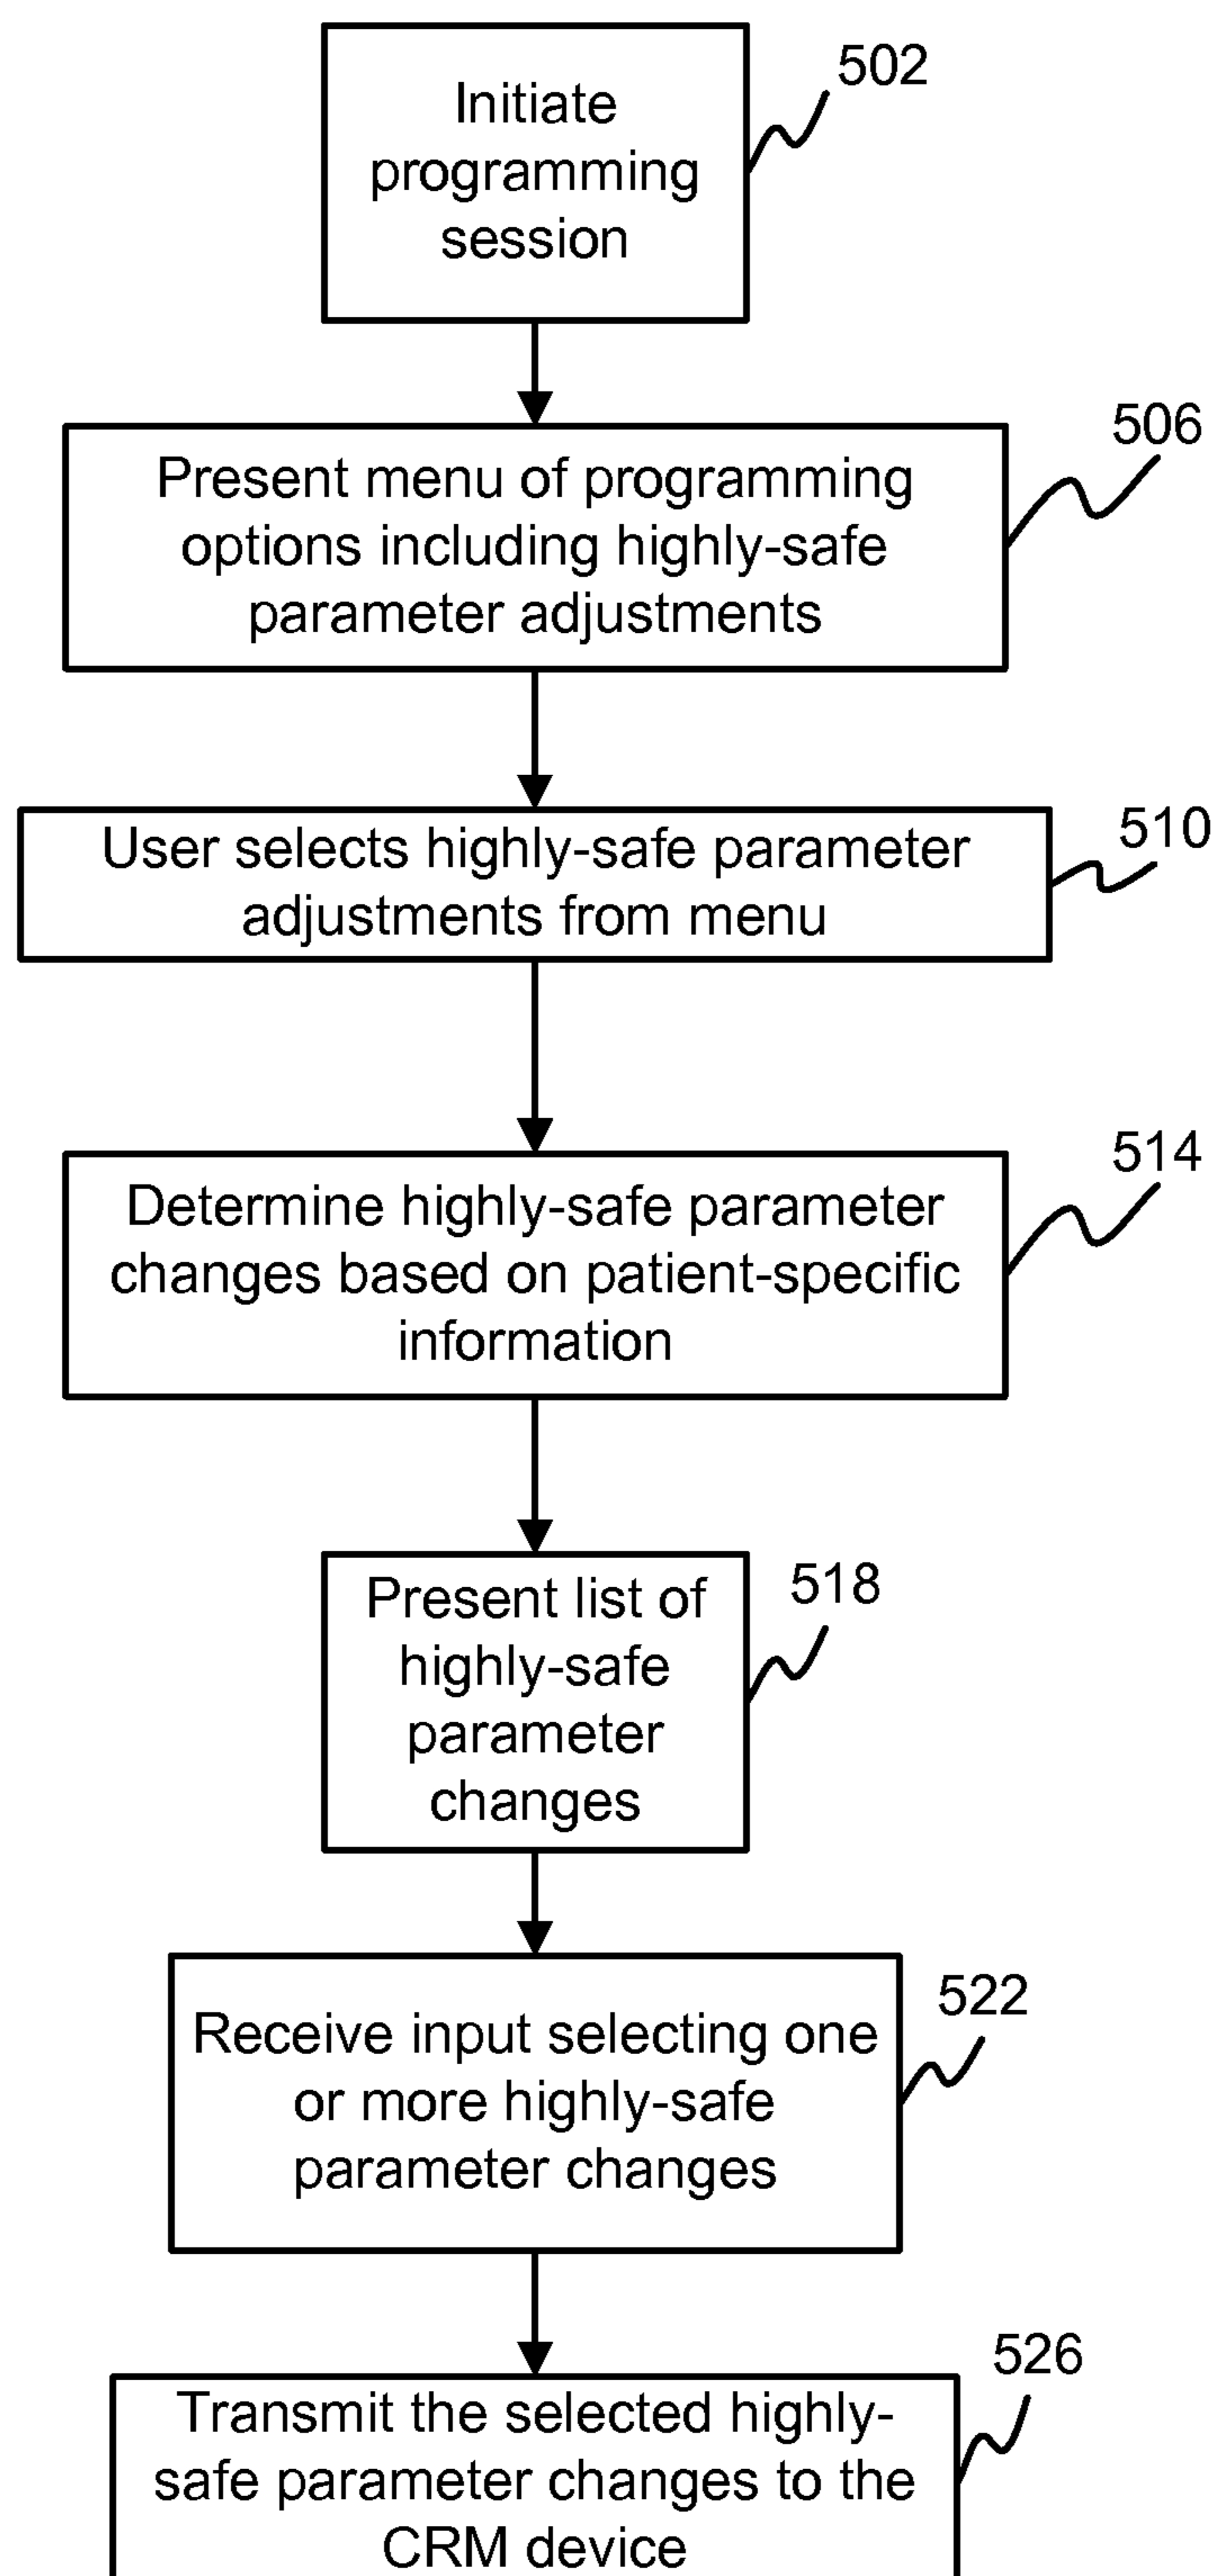 Initiate
programming
session
502
Present menu of programming
options including highly-safe
parameter adjustments
506
User selects highly-safe parameter
adjustments from menu
510
Determine highly-safe parameter
changes based on patient-specific
information
514
Present list of
highly-safe
parameter
changes
518
Receive input selecting one
or more highly-safe
parameter changes
522
Transmit the selected highly-
safe parameter changes to the
CRM device
526